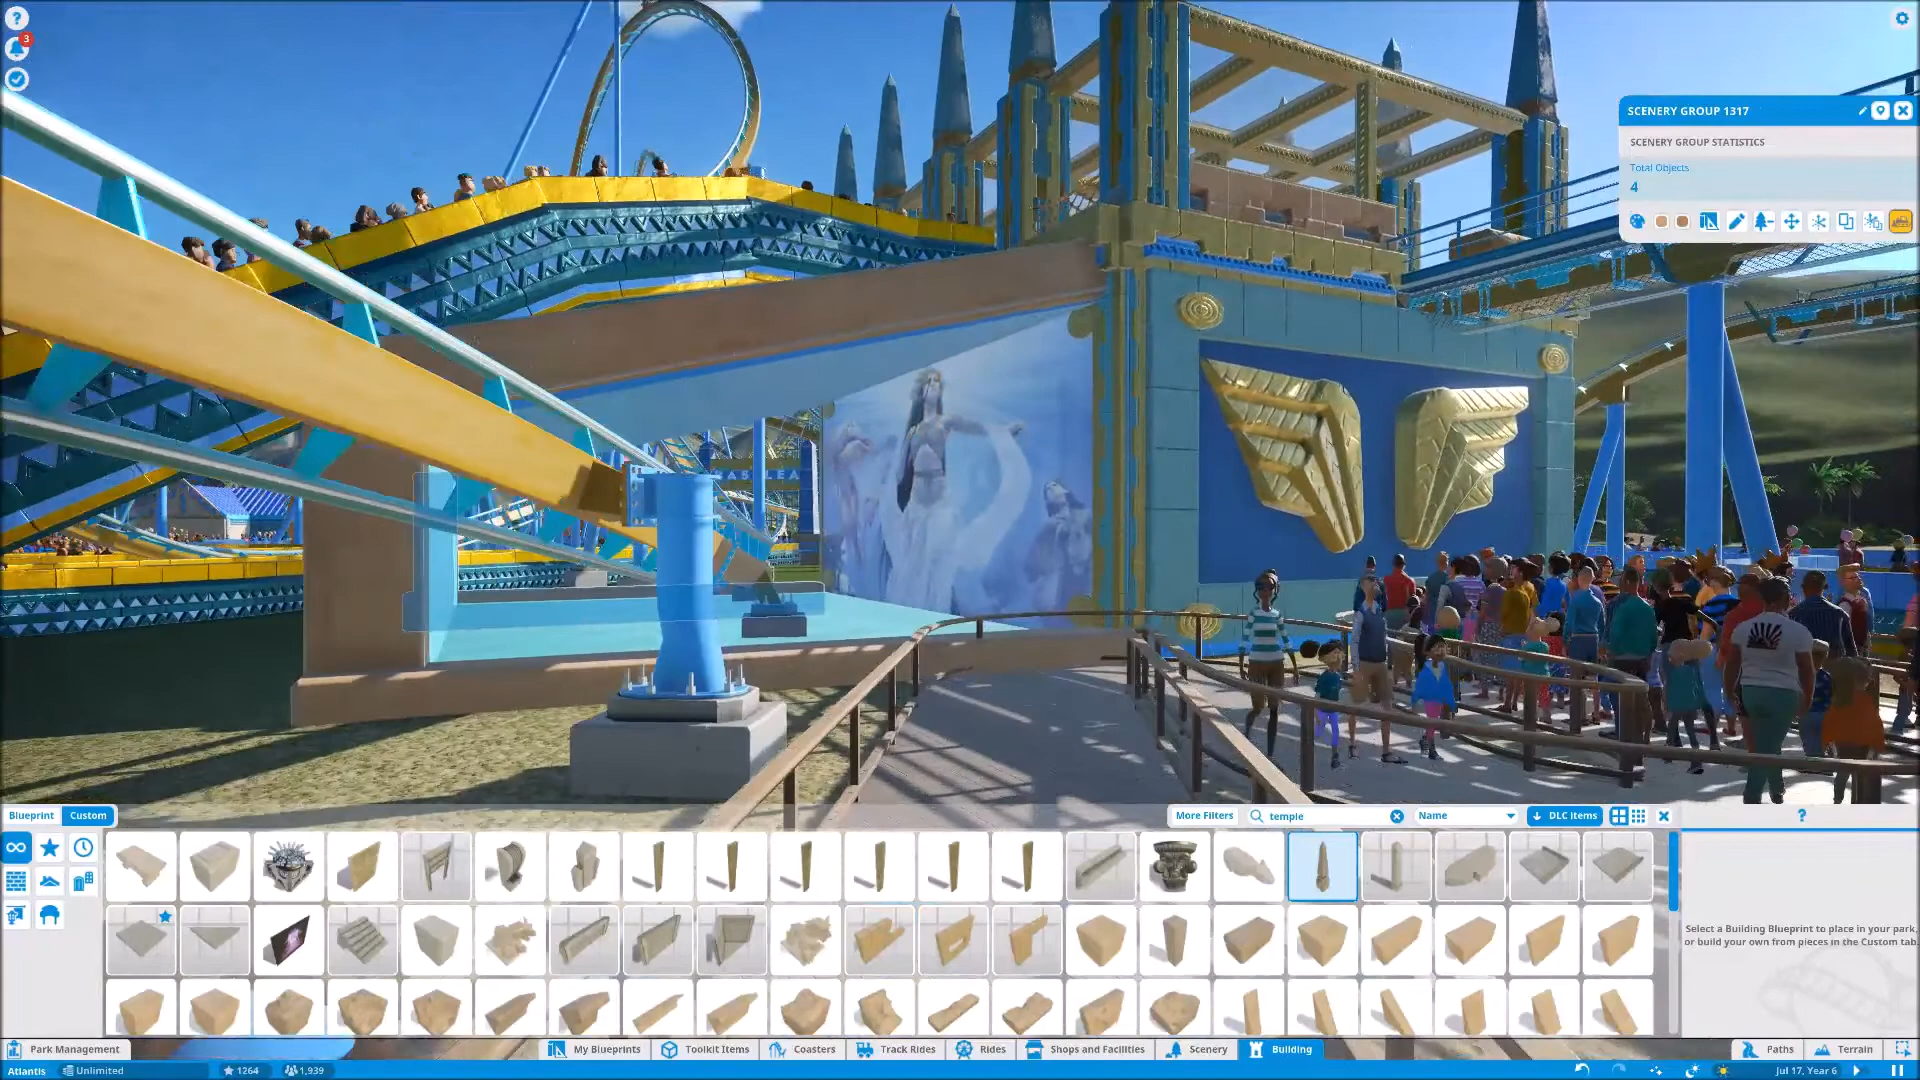 ?
3
SCENERY GROUP 1317
SCENERY GROUP STATISTICS
Total Objects
4
Blueprint
Custom
More Filters
temple
Name
DLC Items
?
Select a Building Blueprint to place in your park,
or build your own from pieces in the Custom tab.
Park Management
My Blueprints
Toolkit Items
Coasters
Track Rides
Rides
Shops and Facilities
Scenery
Building
Paths
Terrain
Atlantis
Unlimited
1264
1,939
Jul 17, Year 6